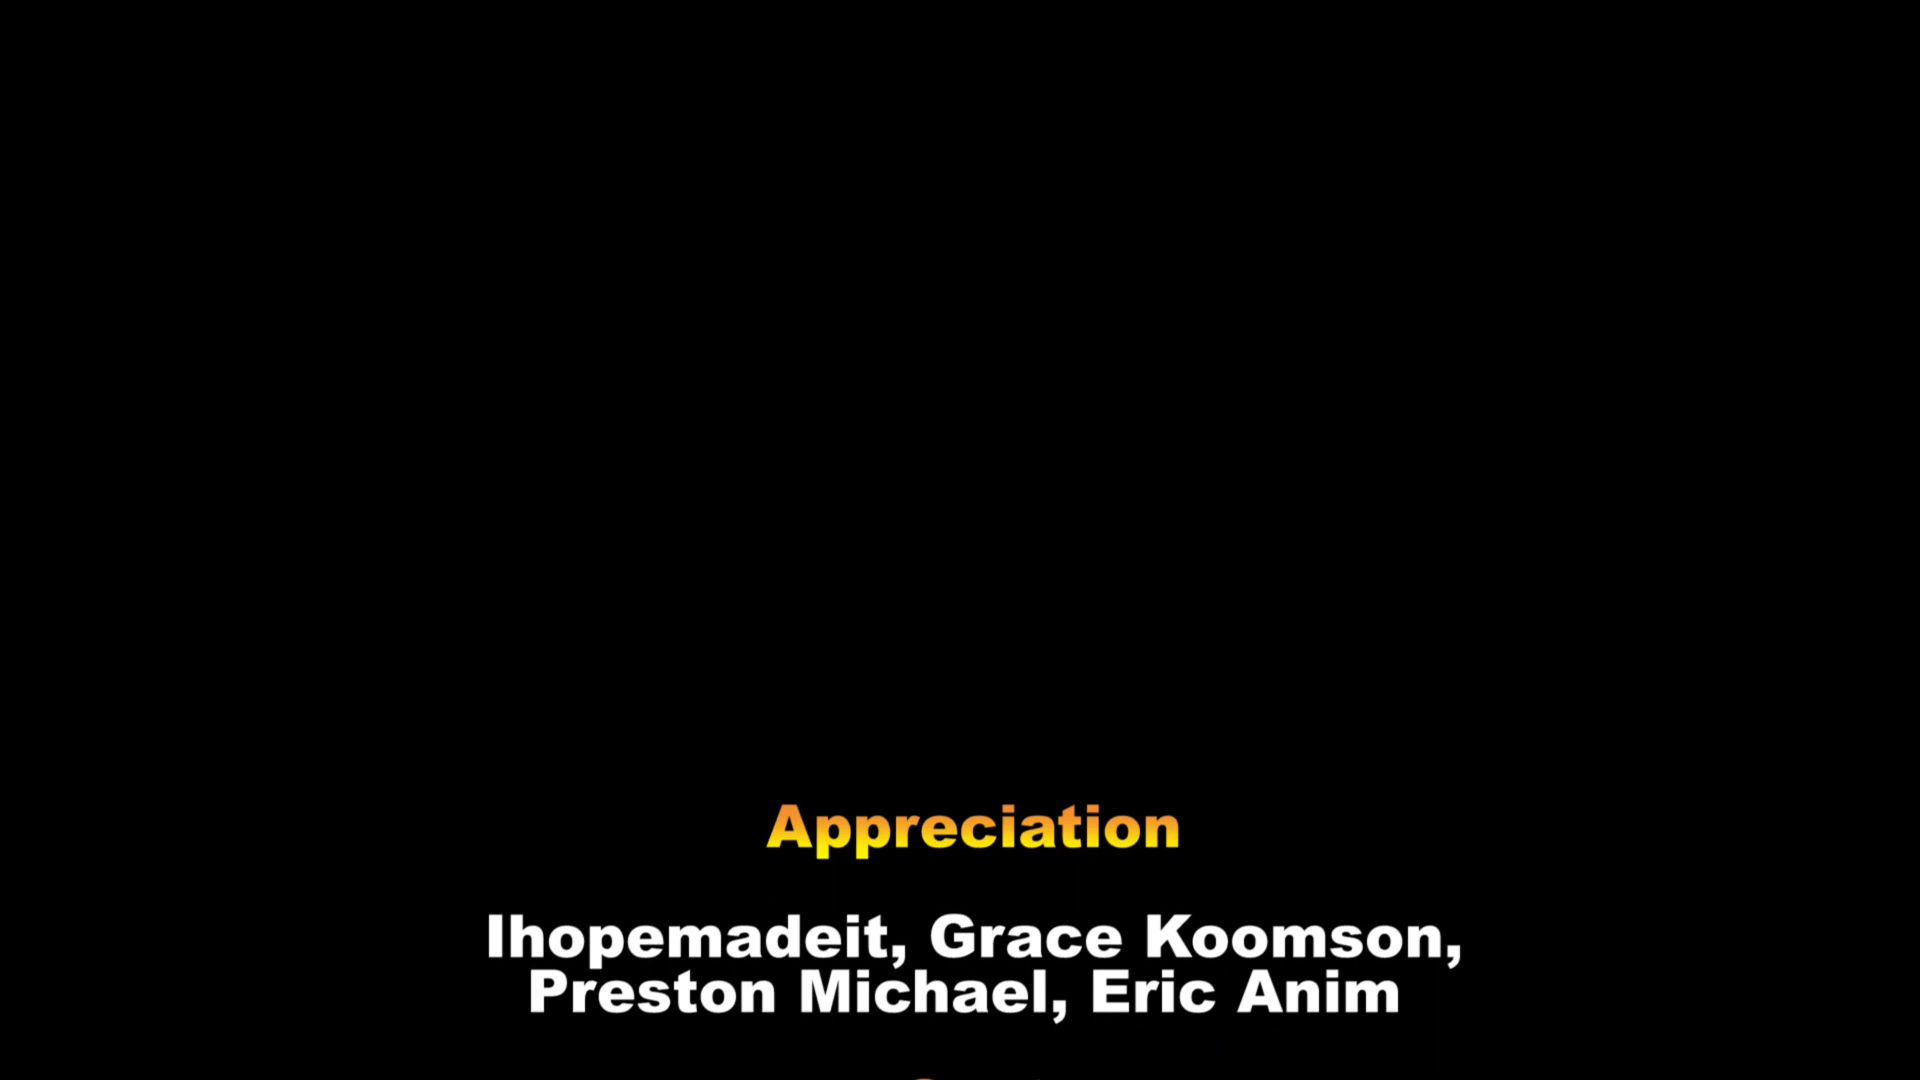 Appreciation
Ihopemadeit, Grace Koomson,
Preston Michael, Eric Anim